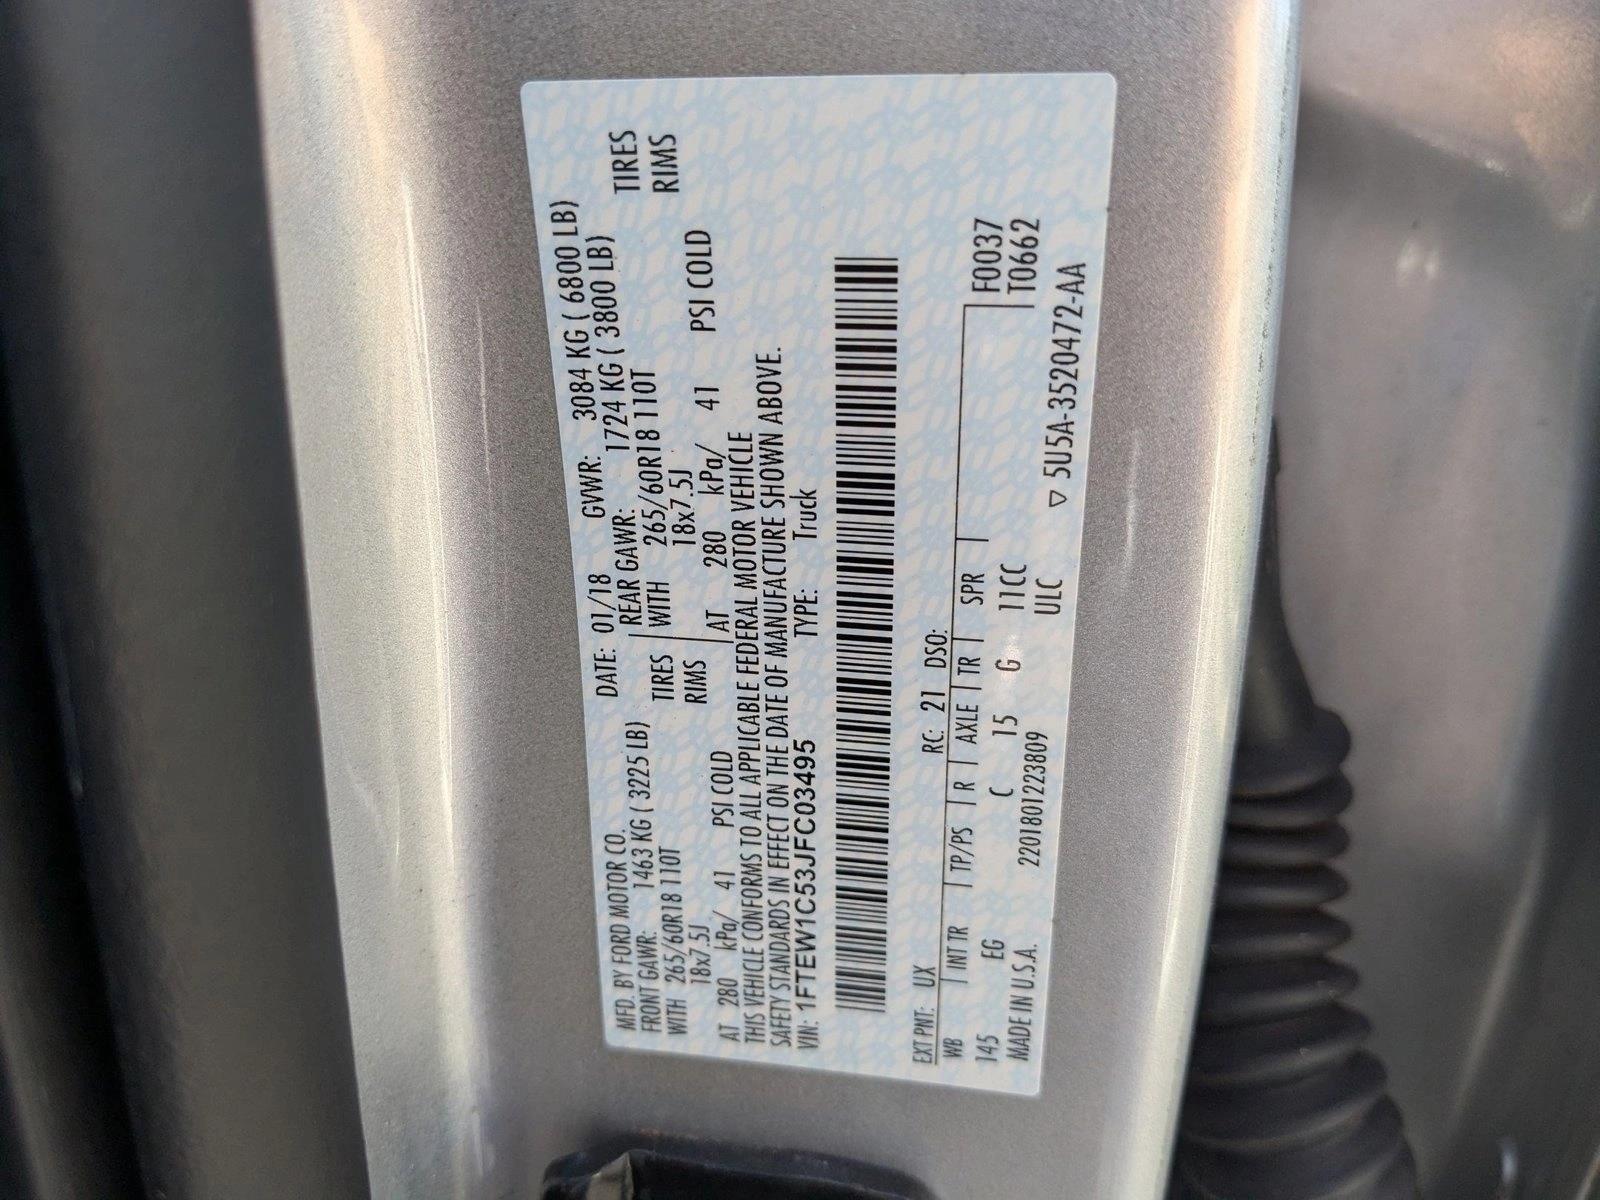 MFD. BY FORD MOTOR CO.
DATE: 01/18 GVWR: 3084 KG ( 6800 LB)
FRONT GAWR: 1463 KG ( 3225 LB) REAR GAWR: 1724 KG ( 3800 LB)
WITH 265/60R18 110T TIRES WITH 265/60R18 110T TIRES
18x7.5J RIMS 18x7.5J RIMS
AT 280 kPa/ 41 PSI COLD AT 280 kPa/ 41 PSI COLD
THIS VEHICLE CONFORMS TO ALL APPLICABLE FEDERAL MOTOR VEHICLE
SAFETY STANDARDS IN EFFECT ON THE DATE OF MANUFACTURE SHOWN ABOVE.
VIN: 1FTEW1C53JFC03495 TYPE: Truck
EXT PNT: UX RC: 21 DSO:
WB INT TR TP/PS R AXLE TR SPR F0037
145 EG C 15 G 11CC T0662
MADE IN U.S.A. 2201801223809 ULC
▽ 5U5A-3520472-AA